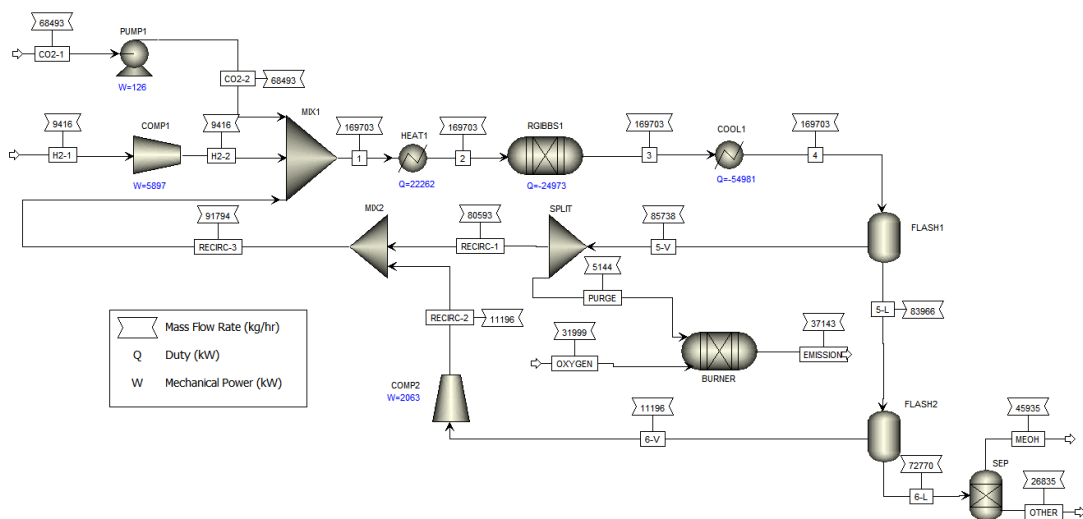 68493
PUMP1
CO2-1
W=126
CO2-2
68493
MIX1
9416
COMP1
9416
H2-1
H2-2
W=5897
169703
HEAT1
169703
1
2
Q=22262
RGIBBS1
169703
COOL1
169703
3
4
Q=-24973
Q=-54981
91794
MIX2
80593
SPLIT
85738
FLASH1
RECIRC-3
RECIRC-1
5-V
5144
PURGE
5-L
83966
RECIRC-2
11196
31999
37143
OXYGEN
EMISSION
BURNER
Mass Flow Rate (kg/hr)
Q Duty (kW)
W Mechanical Power (kW)
COMP2
W=2063
11196
6-V
FLASH2
45935
MEOH
72770
SEP
6-L
26835
OTHER